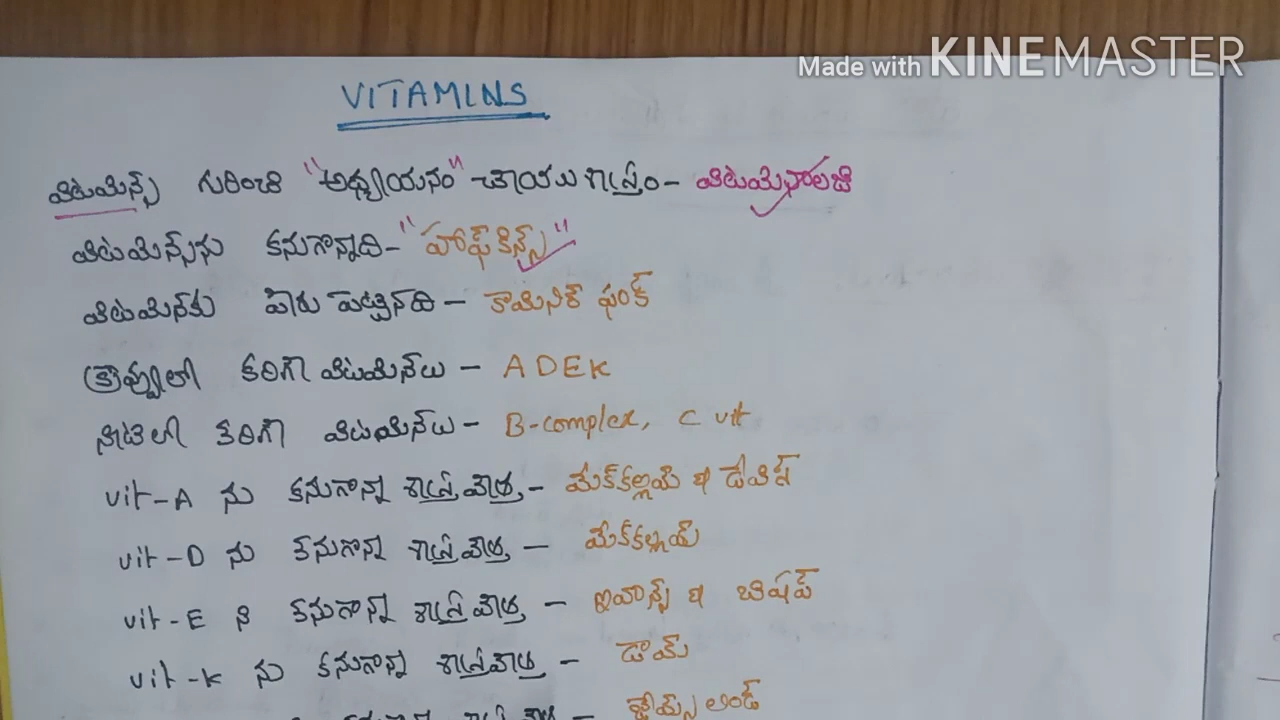 Made with KINEMASTER
VITAMINS
విటమిన్స్ గురించి "అధ్యయనం" చేయు శాస్త్రం - విటమినాలజి
విటమిన్స్‌ను కనుగొన్నది - "హాఫ్‌కిన్స్"
విటమిన్‌కు పేరు పెట్టినది - కామినిర్ ఫంక్
క్రొవ్వులో కరిగే విటమిన్‌లు - ADEK
నీటిలో కరిగే విటమిన్‌లు - B-complex, C vit
vit-A ను కనుగొన్న శాస్త్రవేత్త - మేక్‌కల్లమ్ & డేవిస్
vit-D ను కనుగొన్న శాస్త్రవేత్త - మేక్‌కల్లమ్
vit-E ని కనుగొన్న శాస్త్రవేత్త - ఇవాన్స్ & బిషప్
vit-K ను కనుగొన్న శాస్త్రవేత్త - డామ్
జేమ్స్ లిండ్